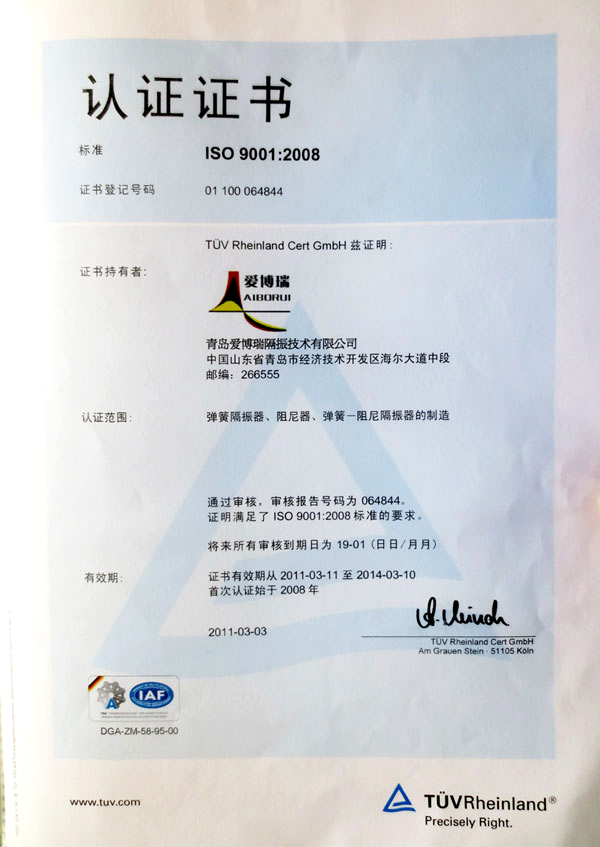 认证证书
标准 ISO 9001:2008
证书登记号码 01 100 064844
TÜV Rheinland Cert GmbH 兹证明:
证书持有者:
爱博瑞
AIBORUI
青岛爱博瑞隔振技术有限公司
中国山东省青岛市经济技术开发区海尔大道中段
邮编: 266555
认证范围: 弹簧隔振器、阻尼器、弹簧－阻尼隔振器的制造
通过审核，审核报告号码为 064844。
证明满足了 ISO 9001:2008 标准的要求。
将来所有审核到期日为 19-01 (日日/月月)
有效期: 证书有效期从 2011-03-11 至 2014-03-10
首次认证始于 2008 年
2011-03-03
TÜV Rheinland Cert GmbH
Am Grauen Stein · 51105 Köln
IAF
DGA-ZM-58-95-00
www.tuv.com
TÜVRheinland®
Precisely Right.